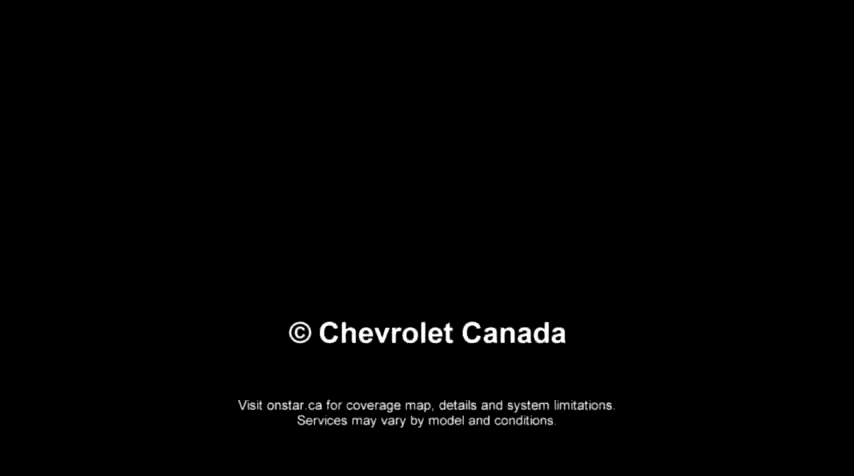 © Chevrolet Canada
Visit onstar.ca for coverage map, details and system limitations.
Services may vary by model and conditions.